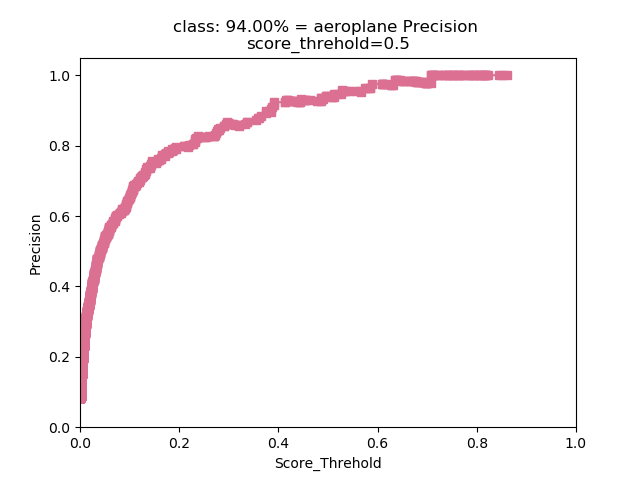 class: 94.00% = aeroplane Precision
score_threhold=0.5
1.0
0.8
0.6
0.4
0.2
0.0
Precision
0.0 0.2 0.4 0.6 0.8 1.0
Score_Threhold